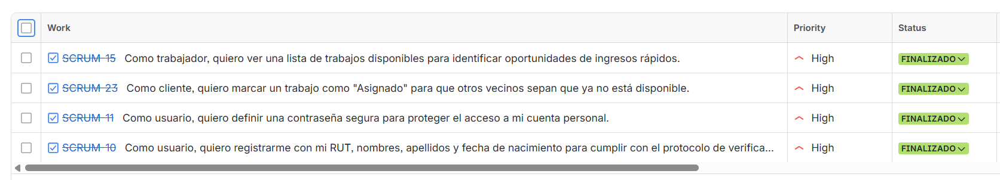 Work Priority Status
SCRUM-15 Como trabajador, quiero ver una lista de trabajos disponibles para identificar oportunidades de ingresos rápidos. High FINALIZADO
SCRUM-23 Como cliente, quiero marcar un trabajo como "Asignado" para que otros vecinos sepan que ya no está disponible. High FINALIZADO
SCRUM-11 Como usuario, quiero definir una contraseña segura para proteger el acceso a mi cuenta personal. High FINALIZADO
SCRUM-10 Como usuario, quiero registrarme con mi RUT, nombres, apellidos y fecha de nacimiento para cumplir con el protocolo de verifica... High FINALIZADO